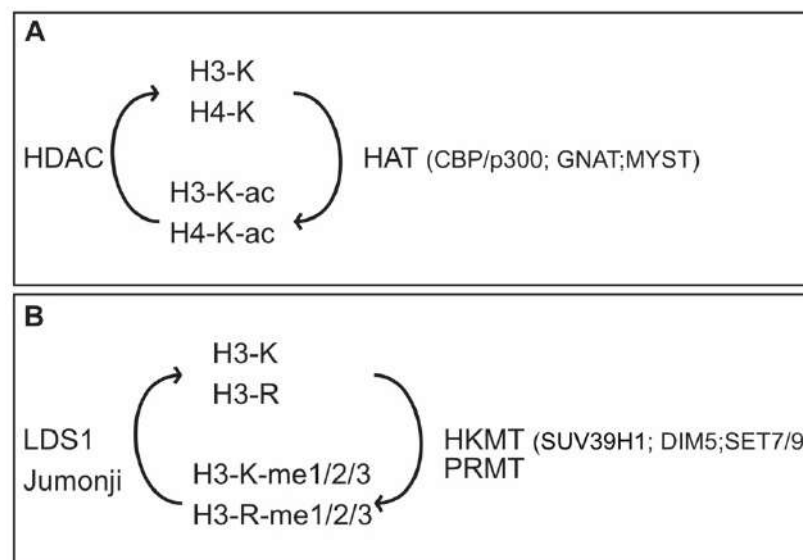 A
H3-K
H4-K
HDAC
HAT (CBP/p300; GNAT;MYST)
H3-K-ac
H4-K-ac
B
H3-K
H3-R
LDS1
Jumonji
HKMT (SUV39H1; DIM5;SET7/9
PRMT
H3-K-me1/2/3
H3-R-me1/2/3